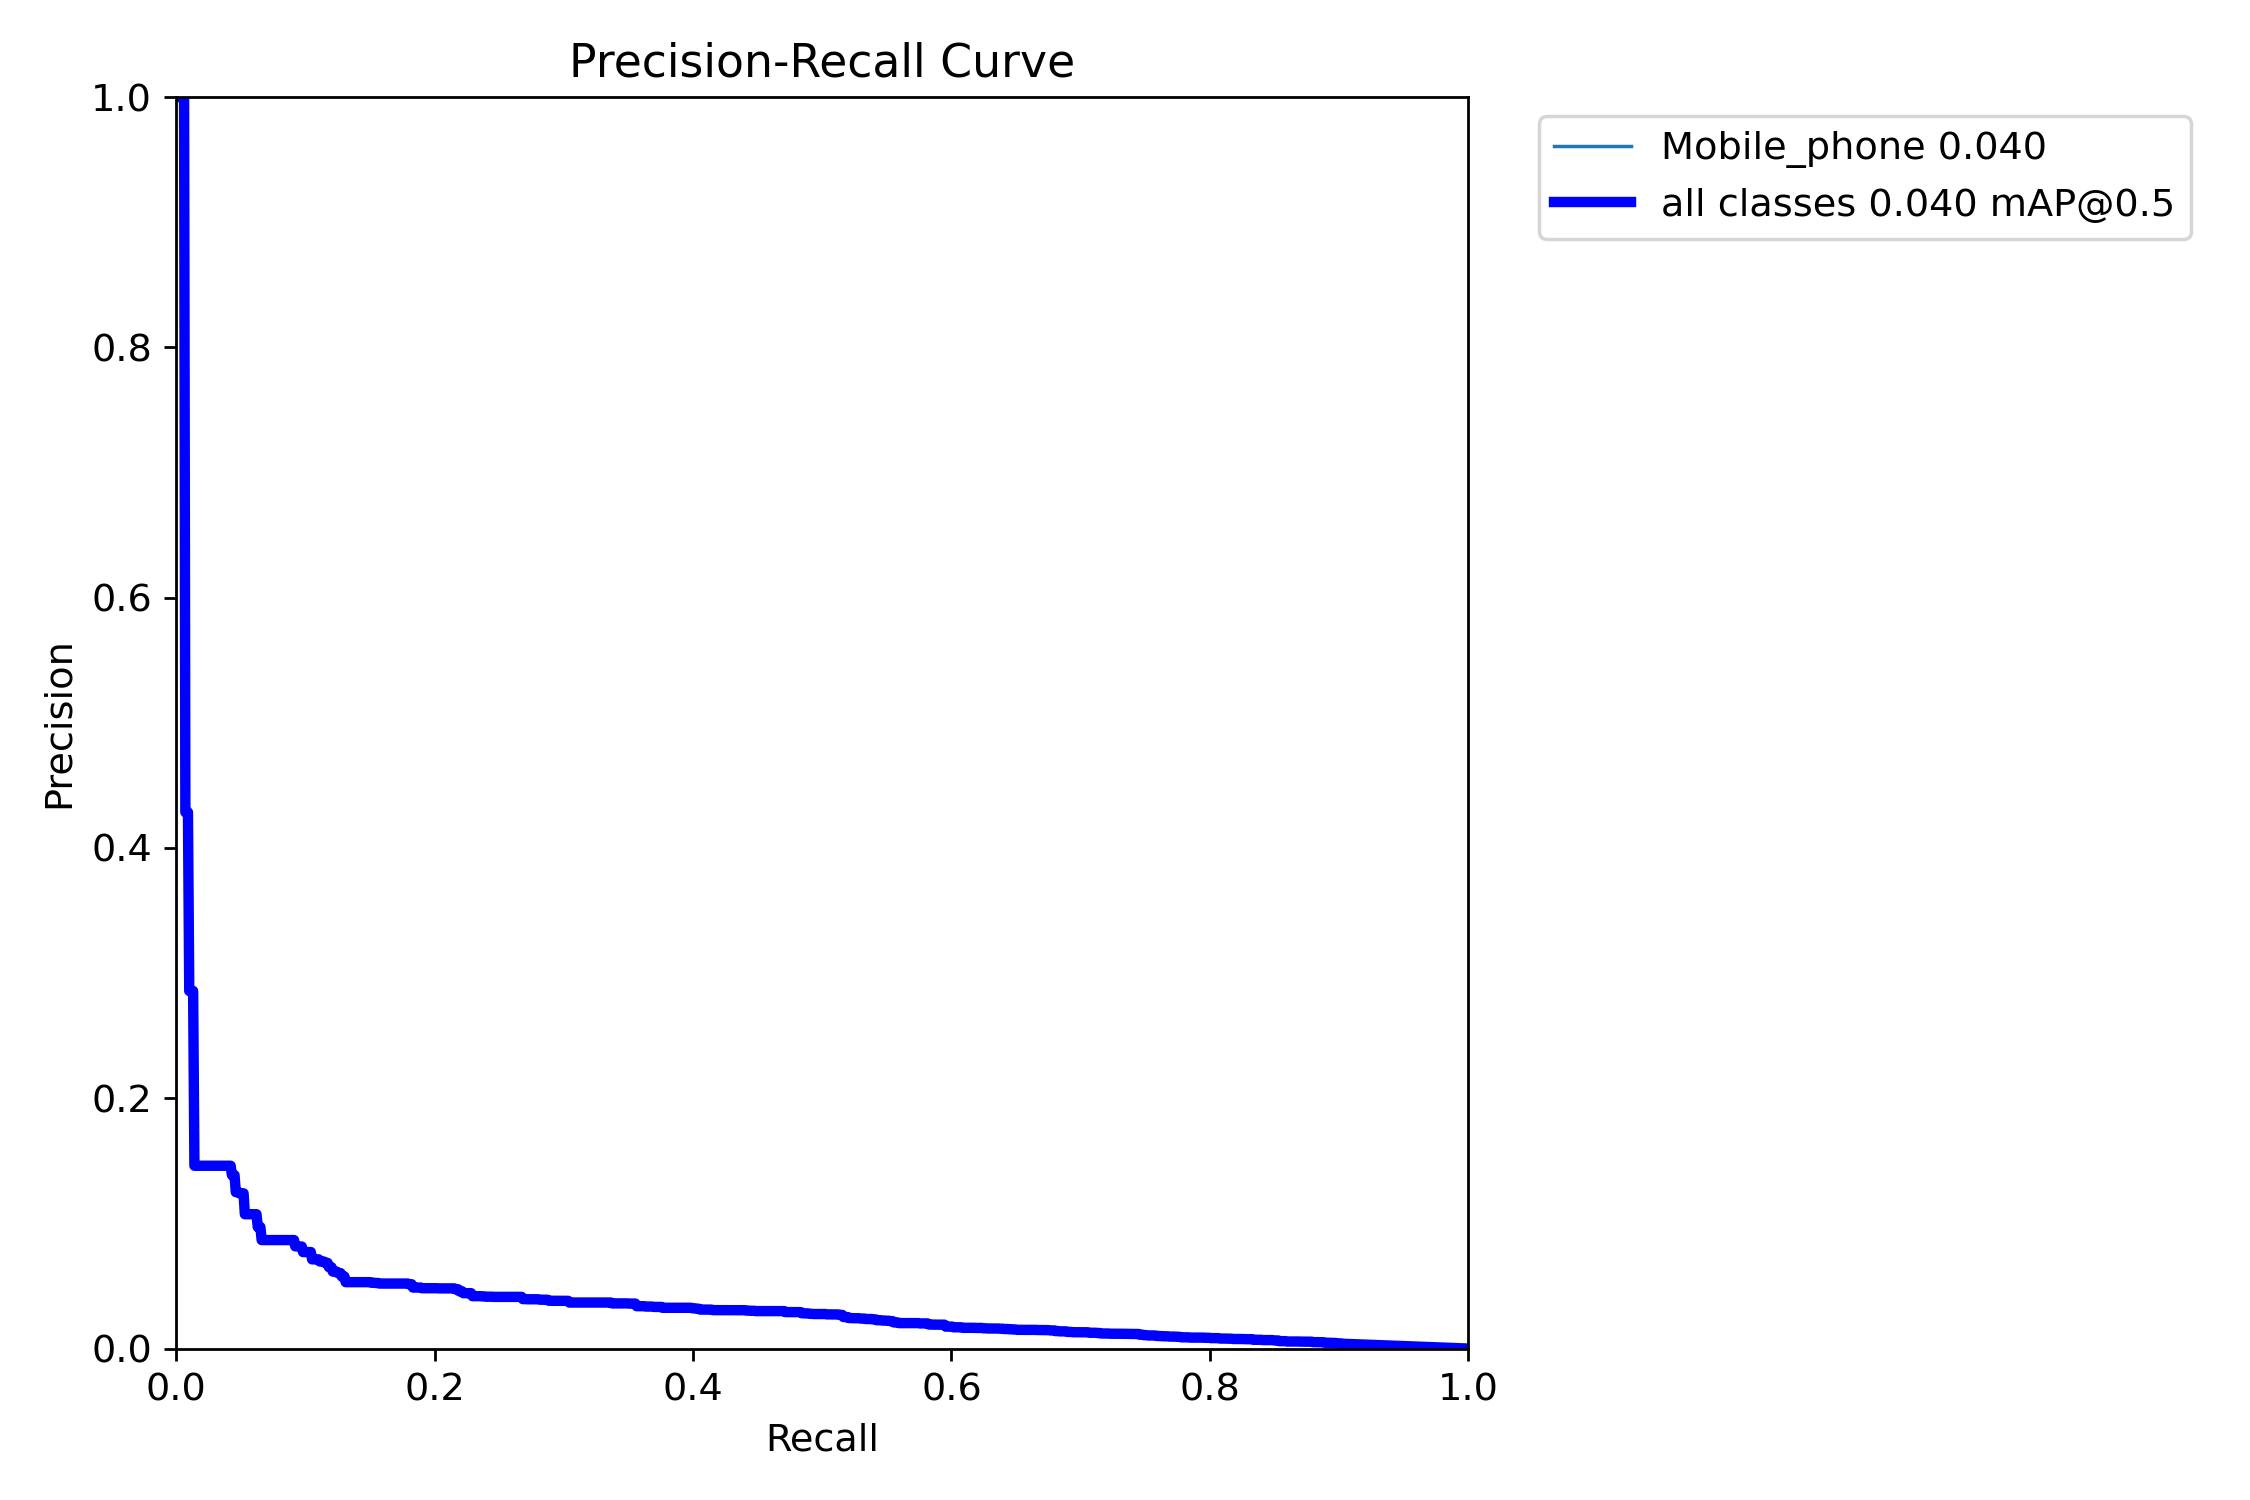 Precision-Recall Curve
1.0
0.8
0.6
0.4
0.2
0.0
Precision
0.0 0.2 0.4 0.6 0.8 1.0
Recall
Mobile_phone 0.040
all classes 0.040 mAP@0.5